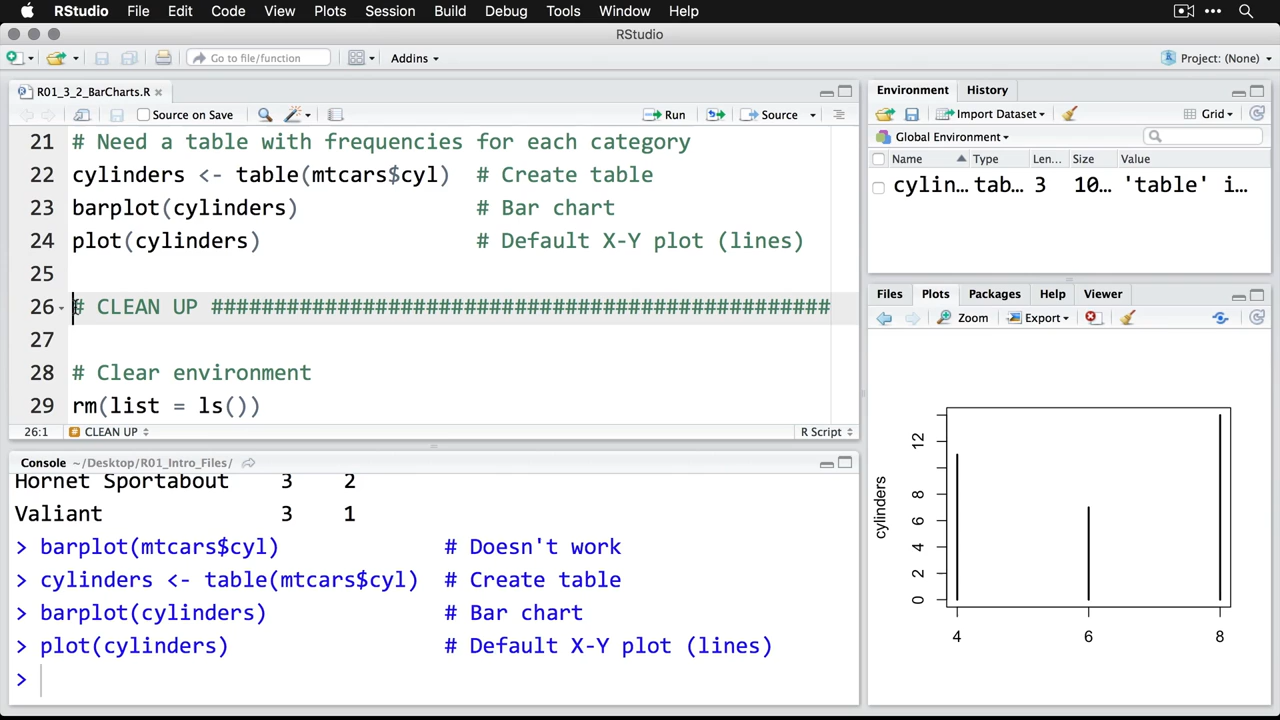 RStudio File Edit Code View Plots Session Build Debug Tools Window Help
RStudio
Go to file/function Addins Project: (None)
R01_3_2_BarCharts.R
Source on Save Run Source
21 # Need a table with frequencies for each category
22 cylinders <- table(mtcars$cyl) # Create table
23 barplot(cylinders) # Bar chart
24 plot(cylinders) # Default X-Y plot (lines)
25
26 # CLEAN UP #################################################
27
28 # Clear environment
29 rm(list = ls())
26:1 # CLEAN UP R Script
Console ~/Desktop/R01_Intro_Files/
Hornet Sportabout 3 2
Valiant 3 1
> barplot(mtcars$cyl) # Doesn't work
> cylinders <- table(mtcars$cyl) # Create table
> barplot(cylinders) # Bar chart
> plot(cylinders) # Default X-Y plot (lines)
>
Environment History
Import Dataset Grid
Global Environment
Name Type Len... Size Value
cylin... tab... 3 10... 'table' i...
Files Plots Packages Help Viewer
Zoom Export
cylinders
12
8
6
4
2
0
4 6 8